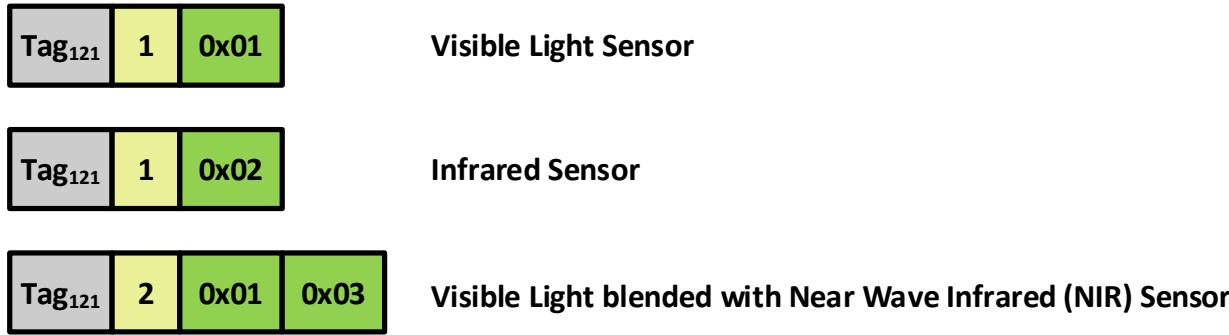 Tag₁₂₁ 1 0x01 Visible Light Sensor
Tag₁₂₁ 1 0x02 Infrared Sensor
Tag₁₂₁ 2 0x01 0x03 Visible Light blended with Near Wave Infrared (NIR) Sensor